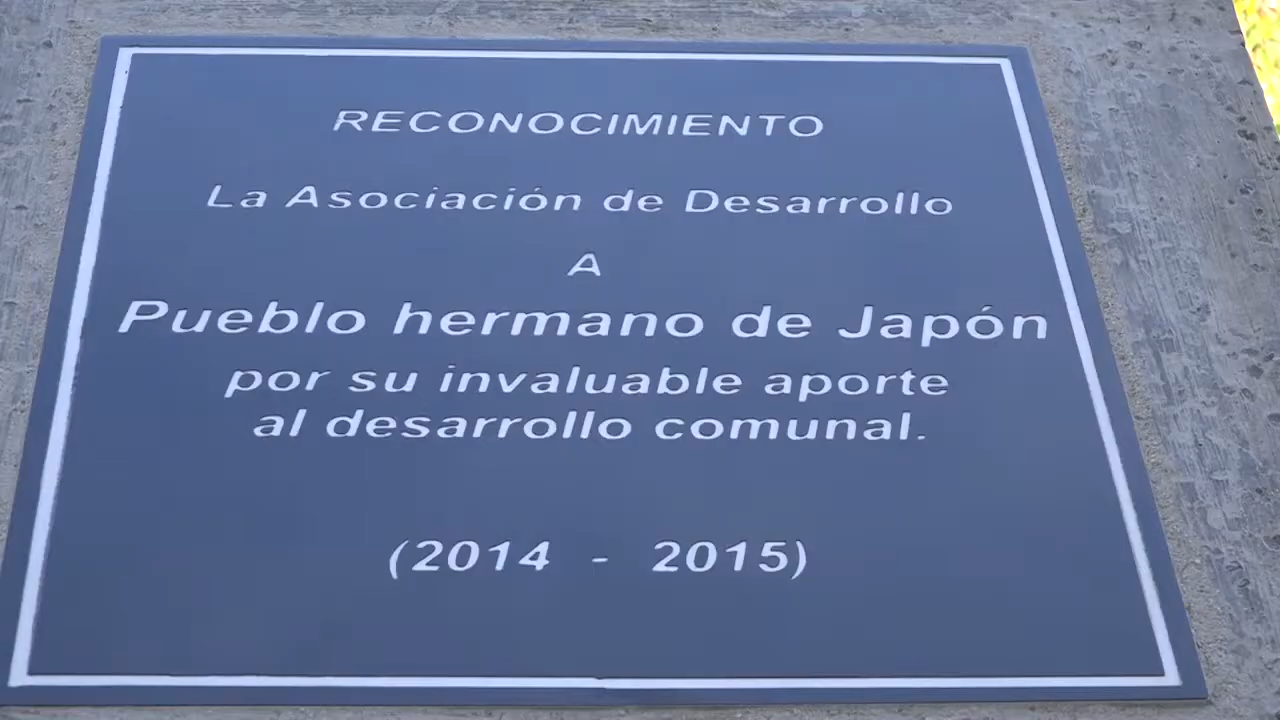 RECONOCIMIENTO
La Asociación de Desarrollo
A
Pueblo hermano de Japón
por su invaluable aporte
al desarrollo comunal.
(2014 - 2015)